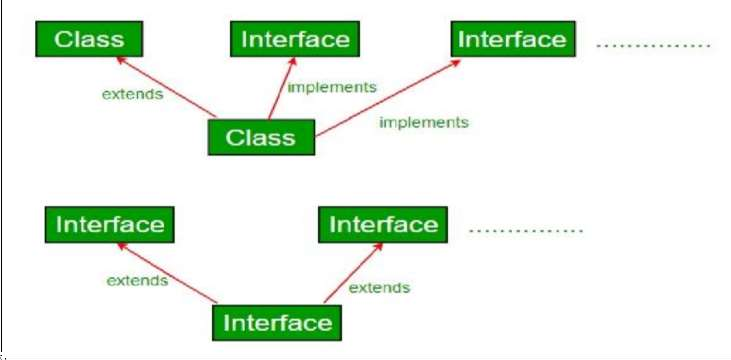 Class Interface Interface ...............
extends implements
implements
Class
Interface Interface ...............
extends extends
Interface